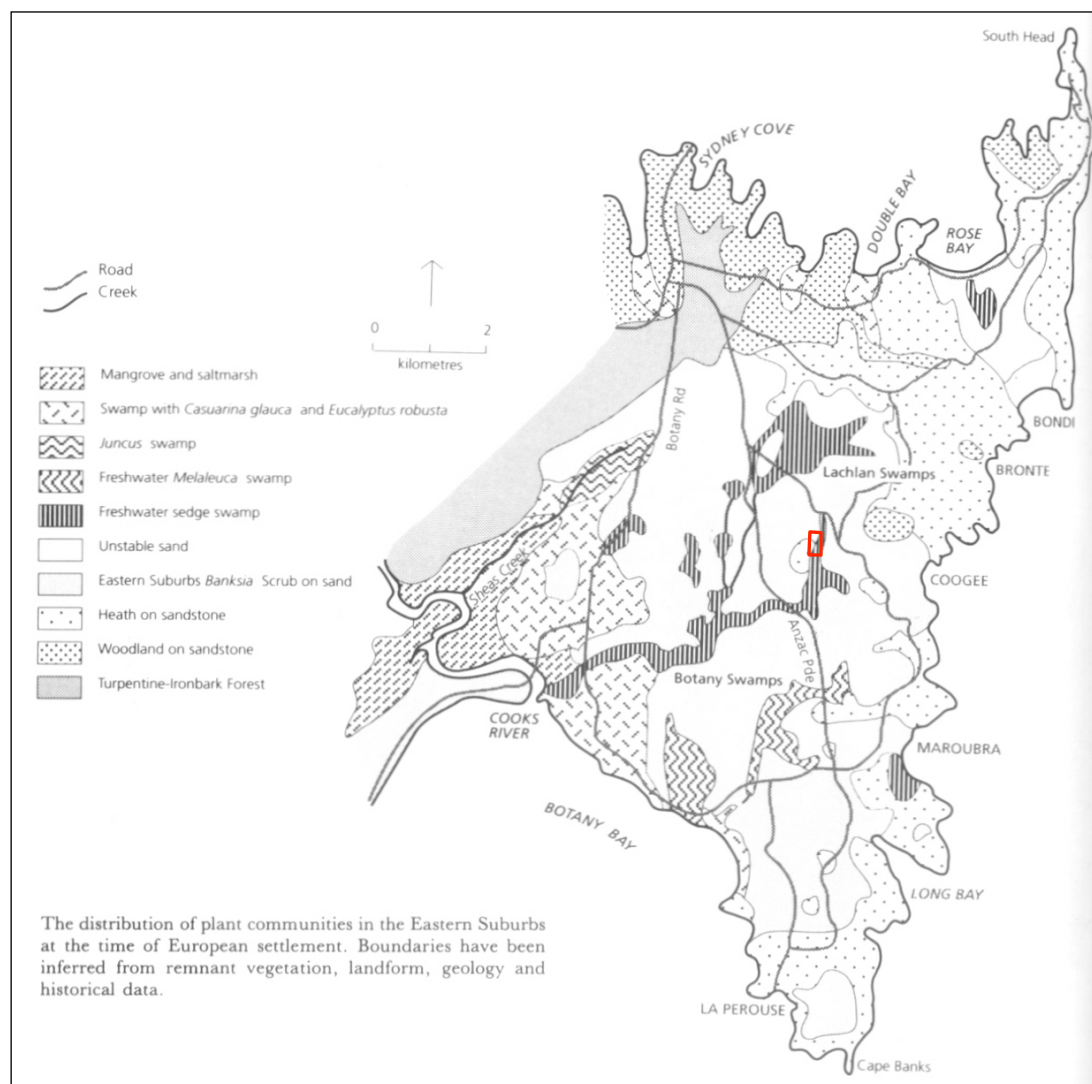 South Head
SYDNEY COVE
DOUBLE BAY
ROSE
BAY
Road
Creek
0 2
kilometres
Mangrove and saltmarsh
Swamp with Casuarina glauca and Eucalyptus robusta
Juncus swamp
Freshwater Melaleuca swamp
Freshwater sedge swamp
Unstable sand
Eastern Suburbs Banksia Scrub on sand
Heath on sandstone
Woodland on sandstone
Turpentine-Ironbark Forest
Botany Rd
BONDI
BRONTE
Lachlan Swamps
COOGEE
Sheas Creek
Anzac Pde
Botany Swamps
COOKS
RIVER
MAROUBRA
BOTANY BAY
LONG BAY
The distribution of plant communities in the Eastern Suburbs
at the time of European settlement. Boundaries have been
inferred from remnant vegetation, landform, geology and
historical data.
LA PEROUSE
Cape Banks